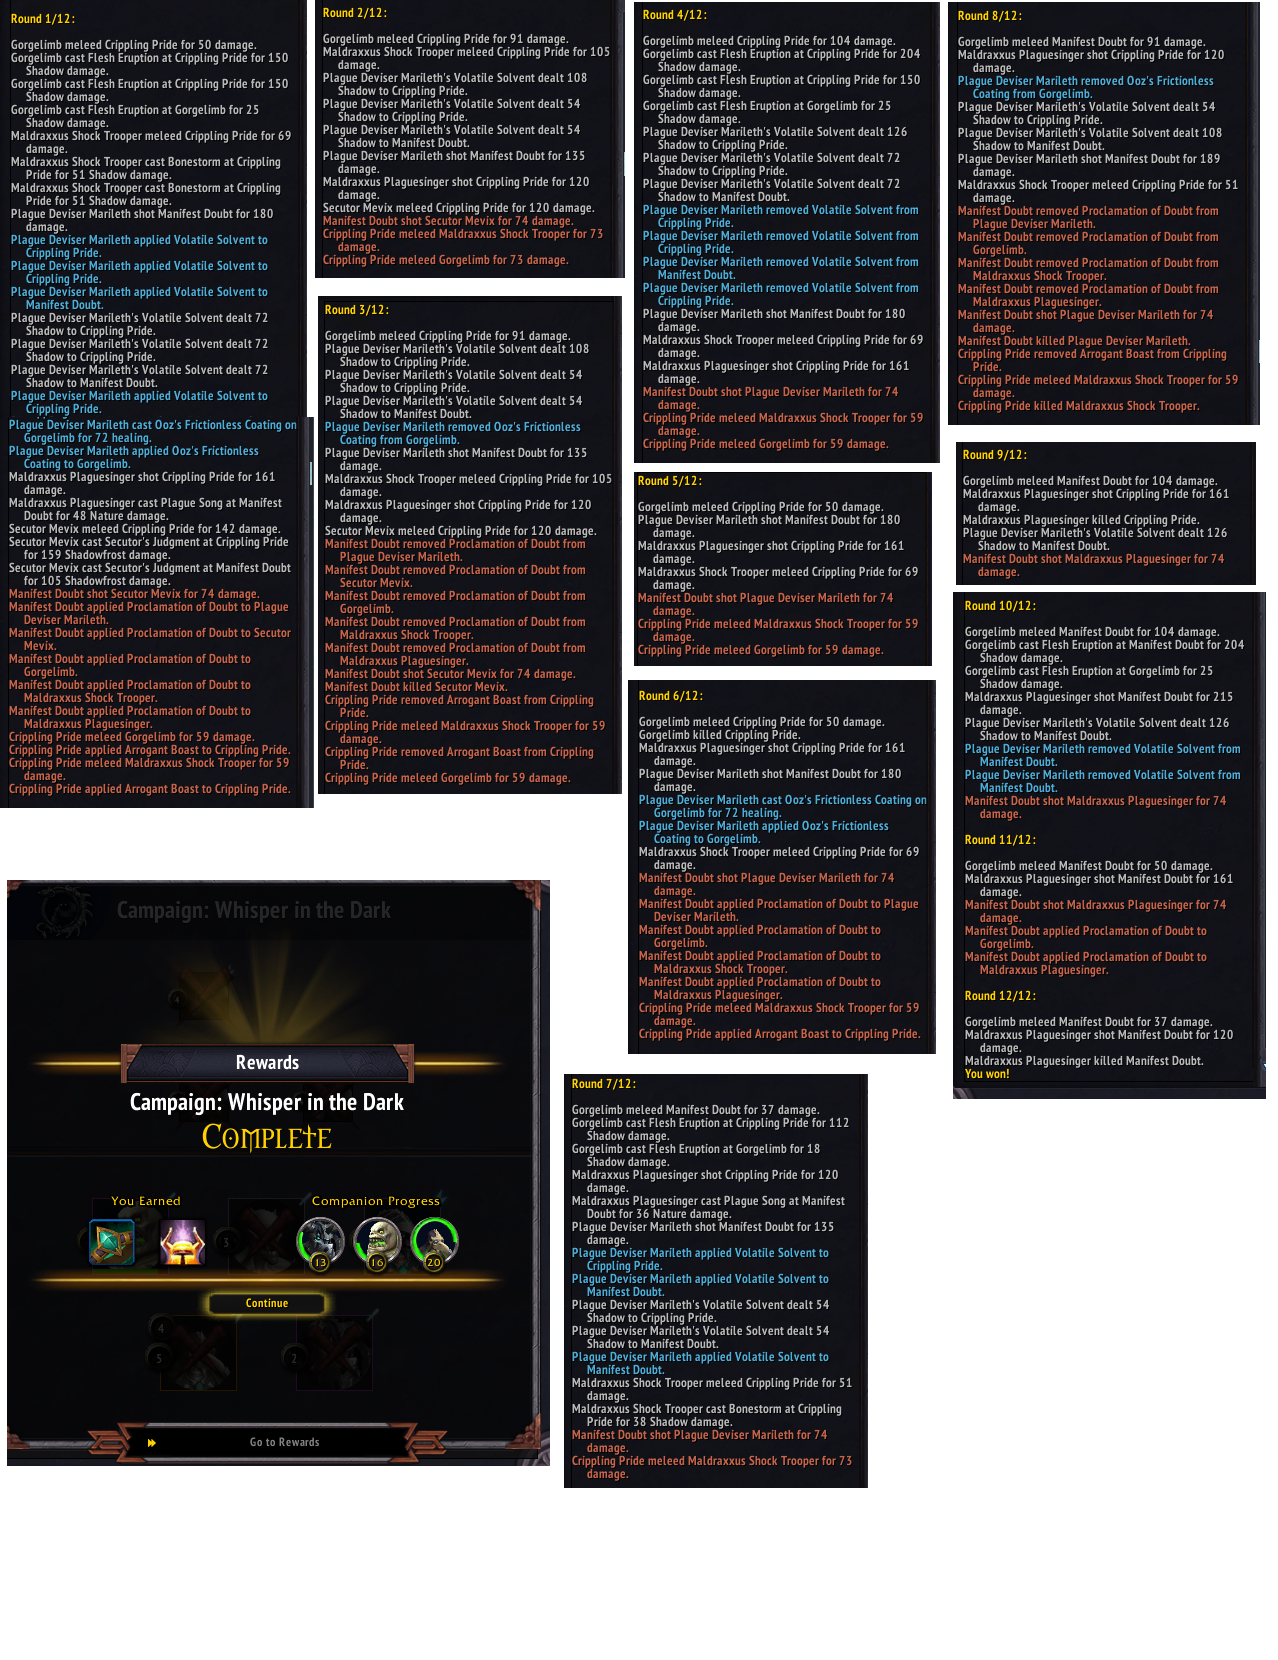 Round 1/12:
Gorgelimb meleed Crippling Pride for 50 damage.
Gorgelimb cast Flesh Eruption at Crippling Pride for 150
Shadow damage.
Gorgelimb cast Flesh Eruption at Crippling Pride for 150
Shadow damage.
Gorgelimb cast Flesh Eruption at Gorgelimb for 25
Shadow damage.
Maldraxxus Shock Trooper meleed Crippling Pride for 69
damage.
Maldraxxus Shock Trooper cast Bonestorm at Crippling
Pride for 51 Shadow damage.
Maldraxxus Shock Trooper cast Bonestorm at Crippling
Pride for 51 Shadow damage.
Plague Deviser Marileth shot Manifest Doubt for 180
damage.
Plague Deviser Marileth applied Volatile Solvent to
Crippling Pride.
Plague Deviser Marileth applied Volatile Solvent to
Crippling Pride.
Plague Deviser Marileth applied Volatile Solvent to
Manifest Doubt.
Plague Deviser Marileth's Volatile Solvent dealt 72
Shadow to Crippling Pride.
Plague Deviser Marileth's Volatile Solvent dealt 72
Shadow to Crippling Pride.
Plague Deviser Marileth's Volatile Solvent dealt 72
Shadow to Manifest Doubt.
Plague Deviser Marileth applied Volatile Solvent to
Crippling Pride.
Plague Deviser Marileth cast Ooz's Frictionless Coating on
Gorgelimb for 72 healing.
Plague Deviser Marileth applied Ooz's Frictionless
Coating to Gorgelimb.
Maldraxxus Plaguesinger shot Crippling Pride for 161
damage.
Maldraxxus Plaguesinger cast Plague Song at Manifest
Doubt for 48 Nature damage.
Secutor Mevix meleed Crippling Pride for 142 damage.
Secutor Mevix cast Secutor's Judgment at Crippling Pride
for 159 Shadowfrost damage.
Secutor Mevix cast Secutor's Judgment at Manifest Doubt
for 105 Shadowfrost damage.
Manifest Doubt shot Secutor Mevix for 74 damage.
Manifest Doubt applied Proclamation of Doubt to Plague
Deviser Marileth.
Manifest Doubt applied Proclamation of Doubt to Secutor
Mevix.
Manifest Doubt applied Proclamation of Doubt to
Gorgelimb.
Manifest Doubt applied Proclamation of Doubt to
Maldraxxus Shock Trooper.
Manifest Doubt applied Proclamation of Doubt to
Maldraxxus Plaguesinger.
Crippling Pride meleed Gorgelimb for 59 damage.
Crippling Pride applied Arrogant Boast to Crippling Pride.
Crippling Pride meleed Maldraxxus Shock Trooper for 59
damage.
Crippling Pride applied Arrogant Boast to Crippling Pride.
Round 2/12:
Gorgelimb meleed Crippling Pride for 91 damage.
Maldraxxus Shock Trooper meleed Crippling Pride for 105
damage.
Plague Deviser Marileth's Volatile Solvent dealt 108
Shadow to Crippling Pride.
Plague Deviser Marileth's Volatile Solvent dealt 54
Shadow to Crippling Pride.
Plague Deviser Marileth's Volatile Solvent dealt 54
Shadow to Manifest Doubt.
Plague Deviser Marileth shot Manifest Doubt for 135
damage.
Maldraxxus Plaguesinger shot Crippling Pride for 120
damage.
Secutor Mevix meleed Crippling Pride for 120 damage.
Manifest Doubt shot Secutor Mevix for 74 damage.
Crippling Pride meleed Maldraxxus Shock Trooper for 73
damage.
Crippling Pride meleed Gorgelimb for 73 damage.
Round 3/12:
Gorgelimb meleed Crippling Pride for 91 damage.
Plague Deviser Marileth's Volatile Solvent dealt 108
Shadow to Crippling Pride.
Plague Deviser Marileth's Volatile Solvent dealt 54
Shadow to Crippling Pride.
Plague Deviser Marileth's Volatile Solvent dealt 54
Shadow to Manifest Doubt.
Plague Deviser Marileth removed Ooz's Frictionless
Coating from Gorgelimb.
Plague Deviser Marileth shot Manifest Doubt for 135
damage.
Maldraxxus Shock Trooper meleed Crippling Pride for 105
damage.
Maldraxxus Plaguesinger shot Crippling Pride for 120
damage.
Secutor Mevix meleed Crippling Pride for 120 damage.
Manifest Doubt removed Proclamation of Doubt from
Plague Deviser Marileth.
Manifest Doubt removed Proclamation of Doubt from
Secutor Mevix.
Manifest Doubt removed Proclamation of Doubt from
Gorgelimb.
Manifest Doubt removed Proclamation of Doubt from
Maldraxxus Shock Trooper.
Manifest Doubt removed Proclamation of Doubt from
Maldraxxus Plaguesinger.
Manifest Doubt shot Secutor Mevix for 74 damage.
Manifest Doubt killed Secutor Mevix.
Crippling Pride removed Arrogant Boast from Crippling
Pride.
Crippling Pride meleed Maldraxxus Shock Trooper for 59
damage.
Crippling Pride removed Arrogant Boast from Crippling
Pride.
Crippling Pride meleed Gorgelimb for 59 damage.
Round 4/12:
Gorgelimb meleed Crippling Pride for 104 damage.
Gorgelimb cast Flesh Eruption at Crippling Pride for 204
Shadow damage.
Gorgelimb cast Flesh Eruption at Crippling Pride for 150
Shadow damage.
Gorgelimb cast Flesh Eruption at Gorgelimb for 25
Shadow damage.
Plague Deviser Marileth's Volatile Solvent dealt 126
Shadow to Crippling Pride.
Plague Deviser Marileth's Volatile Solvent dealt 72
Shadow to Crippling Pride.
Plague Deviser Marileth's Volatile Solvent dealt 72
Shadow to Manifest Doubt.
Plague Deviser Marileth removed Volatile Solvent from
Crippling Pride.
Plague Deviser Marileth removed Volatile Solvent from
Crippling Pride.
Plague Deviser Marileth removed Volatile Solvent from
Manifest Doubt.
Plague Deviser Marileth removed Volatile Solvent from
Crippling Pride.
Plague Deviser Marileth shot Manifest Doubt for 180
damage.
Maldraxxus Shock Trooper meleed Crippling Pride for 69
damage.
Maldraxxus Plaguesinger shot Crippling Pride for 161
damage.
Manifest Doubt shot Plague Deviser Marileth for 74
damage.
Crippling Pride meleed Maldraxxus Shock Trooper for 59
damage.
Crippling Pride meleed Gorgelimb for 59 damage.
Round 5/12:
Gorgelimb meleed Crippling Pride for 50 damage.
Plague Deviser Marileth shot Manifest Doubt for 180
damage.
Maldraxxus Plaguesinger shot Crippling Pride for 161
damage.
Maldraxxus Shock Trooper meleed Crippling Pride for 69
damage.
Manifest Doubt shot Plague Deviser Marileth for 74
damage.
Crippling Pride meleed Maldraxxus Shock Trooper for 59
damage.
Crippling Pride meleed Gorgelimb for 59 damage.
Round 6/12:
Gorgelimb meleed Crippling Pride for 50 damage.
Gorgelimb killed Crippling Pride.
Maldraxxus Plaguesinger shot Crippling Pride for 161
damage.
Plague Deviser Marileth shot Manifest Doubt for 180
damage.
Plague Deviser Marileth cast Ooz's Frictionless Coating on
Gorgelimb for 72 healing.
Plague Deviser Marileth applied Ooz's Frictionless
Coating to Gorgelimb.
Maldraxxus Shock Trooper meleed Crippling Pride for 69
damage.
Manifest Doubt shot Plague Deviser Marileth for 74
damage.
Manifest Doubt applied Proclamation of Doubt to Plague
Deviser Marileth.
Manifest Doubt applied Proclamation of Doubt to
Gorgelimb.
Manifest Doubt applied Proclamation of Doubt to
Maldraxxus Shock Trooper.
Manifest Doubt applied Proclamation of Doubt to
Maldraxxus Plaguesinger.
Crippling Pride meleed Maldraxxus Shock Trooper for 59
damage.
Crippling Pride applied Arrogant Boast to Crippling Pride.
Round 7/12:
Gorgelimb meleed Manifest Doubt for 37 damage.
Gorgelimb cast Flesh Eruption at Crippling Pride for 112
Shadow damage.
Gorgelimb cast Flesh Eruption at Gorgelimb for 18
Shadow damage.
Maldraxxus Plaguesinger shot Crippling Pride for 120
damage.
Maldraxxus Plaguesinger cast Plague Song at Manifest
Doubt for 36 Nature damage.
Plague Deviser Marileth shot Manifest Doubt for 135
damage.
Plague Deviser Marileth applied Volatile Solvent to
Crippling Pride.
Plague Deviser Marileth applied Volatile Solvent to
Manifest Doubt.
Plague Deviser Marileth's Volatile Solvent dealt 54
Shadow to Crippling Pride.
Plague Deviser Marileth's Volatile Solvent dealt 54
Shadow to Manifest Doubt.
Plague Deviser Marileth applied Volatile Solvent to
Manifest Doubt.
Maldraxxus Shock Trooper meleed Crippling Pride for 51
damage.
Maldraxxus Shock Trooper cast Bonestorm at Crippling
Pride for 38 Shadow damage.
Manifest Doubt shot Plague Deviser Marileth for 74
damage.
Crippling Pride meleed Maldraxxus Shock Trooper for 73
damage.
Round 8/12:
Gorgelimb meleed Manifest Doubt for 91 damage.
Maldraxxus Plaguesinger shot Crippling Pride for 120
damage.
Plague Deviser Marileth removed Ooz's Frictionless
Coating from Gorgelimb.
Plague Deviser Marileth's Volatile Solvent dealt 54
Shadow to Crippling Pride.
Plague Deviser Marileth's Volatile Solvent dealt 108
Shadow to Manifest Doubt.
Plague Deviser Marileth shot Manifest Doubt for 189
damage.
Maldraxxus Shock Trooper meleed Crippling Pride for 51
damage.
Manifest Doubt removed Proclamation of Doubt from
Plague Deviser Marileth.
Manifest Doubt removed Proclamation of Doubt from
Gorgelimb.
Manifest Doubt removed Proclamation of Doubt from
Maldraxxus Shock Trooper.
Manifest Doubt removed Proclamation of Doubt from
Maldraxxus Plaguesinger.
Manifest Doubt shot Plague Deviser Marileth for 74
damage.
Manifest Doubt killed Plague Deviser Marileth.
Crippling Pride removed Arrogant Boast from Crippling
Pride.
Crippling Pride meleed Maldraxxus Shock Trooper for 59
damage.
Crippling Pride killed Maldraxxus Shock Trooper.
Round 9/12:
Gorgelimb meleed Manifest Doubt for 104 damage.
Maldraxxus Plaguesinger shot Crippling Pride for 161
damage.
Maldraxxus Plaguesinger killed Crippling Pride.
Plague Deviser Marileth's Volatile Solvent dealt 126
Shadow to Manifest Doubt.
Manifest Doubt shot Maldraxxus Plaguesinger for 74
damage.
Round 10/12:
Gorgelimb meleed Manifest Doubt for 104 damage.
Gorgelimb cast Flesh Eruption at Manifest Doubt for 204
Shadow damage.
Gorgelimb cast Flesh Eruption at Gorgelimb for 25
Shadow damage.
Maldraxxus Plaguesinger shot Manifest Doubt for 215
damage.
Plague Deviser Marileth's Volatile Solvent dealt 126
Shadow to Manifest Doubt.
Plague Deviser Marileth removed Volatile Solvent from
Manifest Doubt.
Plague Deviser Marileth removed Volatile Solvent from
Manifest Doubt.
Manifest Doubt shot Maldraxxus Plaguesinger for 74
damage.
Round 11/12:
Gorgelimb meleed Manifest Doubt for 50 damage.
Maldraxxus Plaguesinger shot Manifest Doubt for 161
damage.
Manifest Doubt shot Maldraxxus Plaguesinger for 74
damage.
Manifest Doubt applied Proclamation of Doubt to
Gorgelimb.
Manifest Doubt applied Proclamation of Doubt to
Maldraxxus Plaguesinger.
Round 12/12:
Gorgelimb meleed Manifest Doubt for 37 damage.
Maldraxxus Plaguesinger shot Manifest Doubt for 120
damage.
Maldraxxus Plaguesinger killed Manifest Doubt.
You won!
Campaign: Whisper in the Dark
4
Rewards
Campaign: Whisper in the Dark
Complete
You Earned
Companion Progress
3
13
16
20
Continue
4
5
2
Go to Rewards